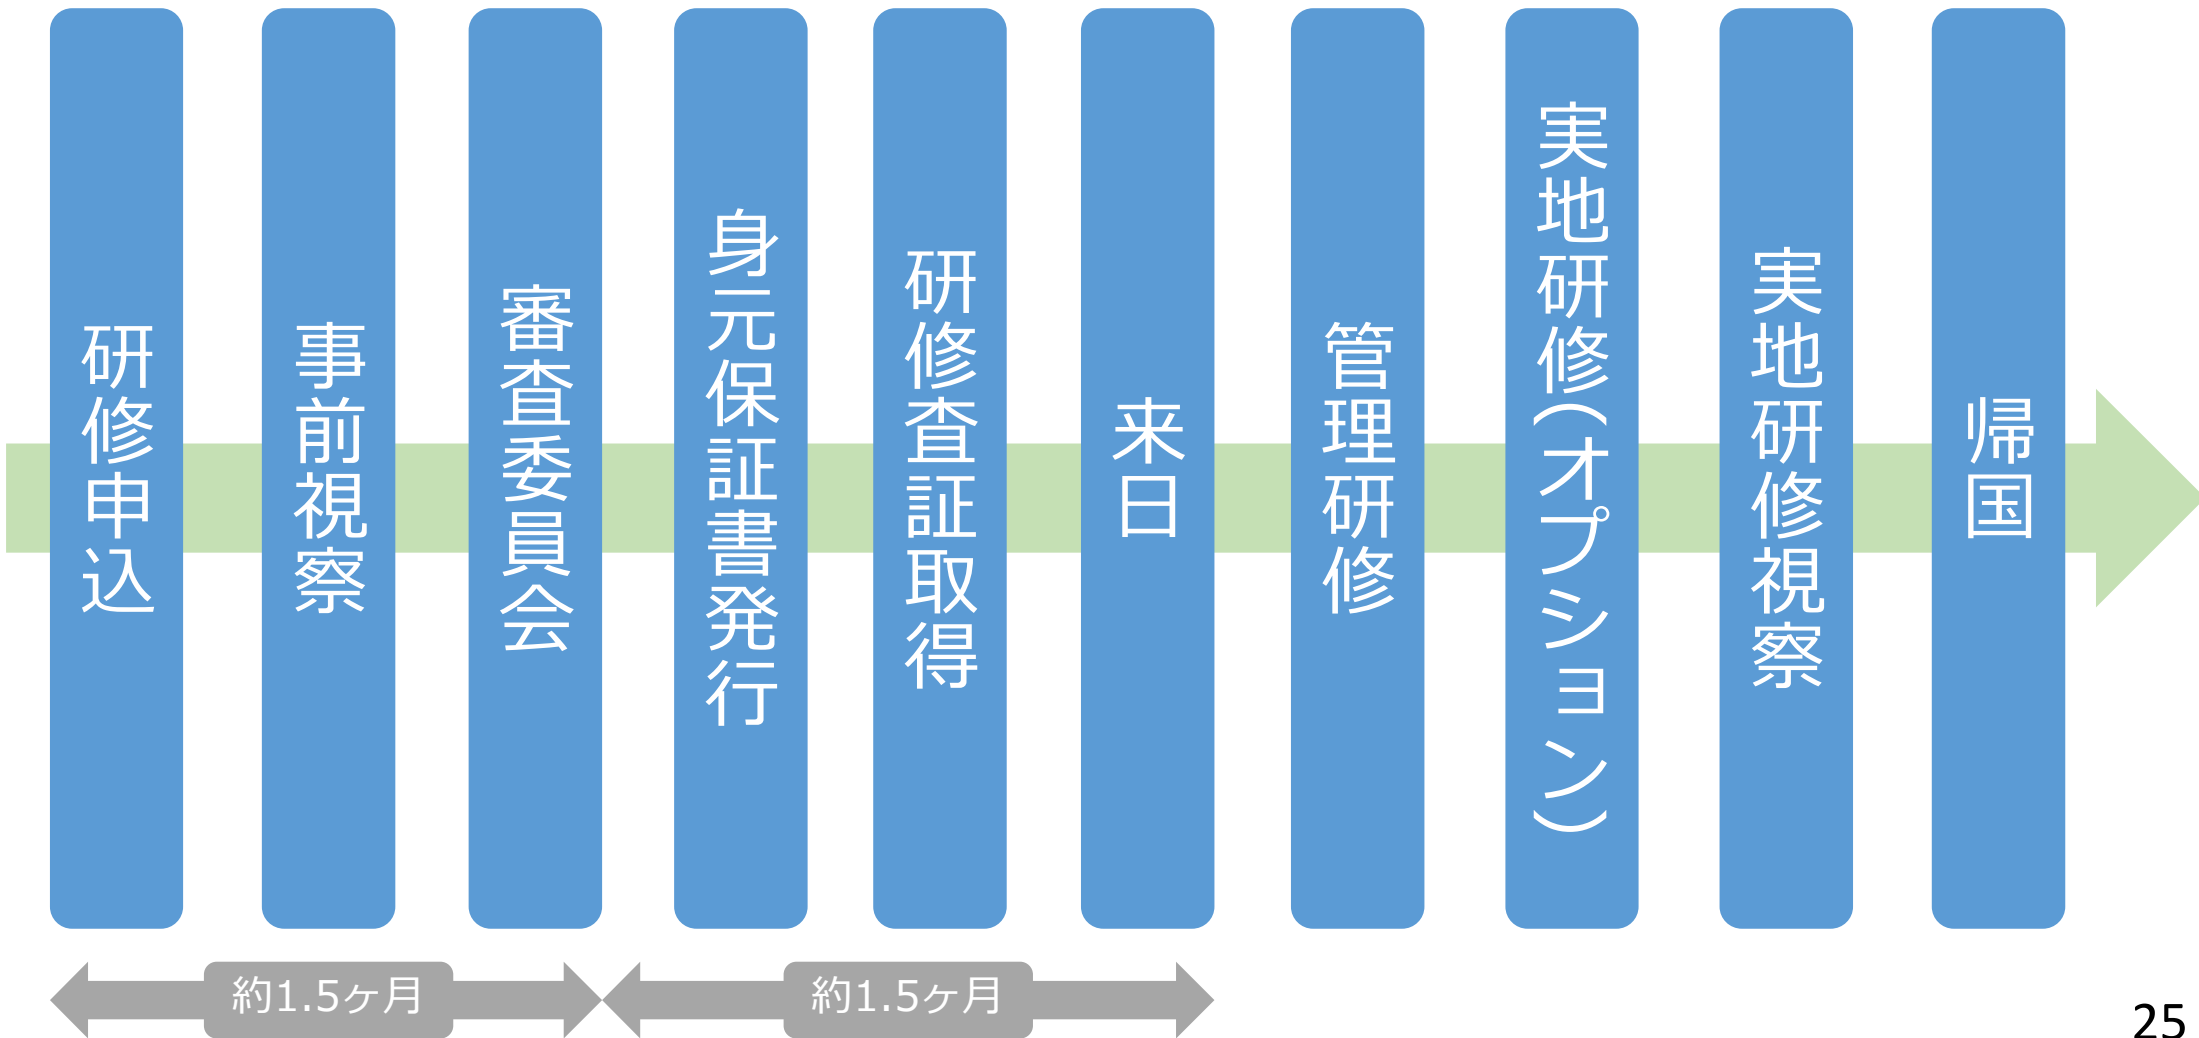 研修申込
事前視察
審査委員会
身元保証書発行
研修査証取得
来日
管理研修
実地研修(オプション)
実地研修視察
帰国
約1.5ヶ月
約1.5ヶ月
25